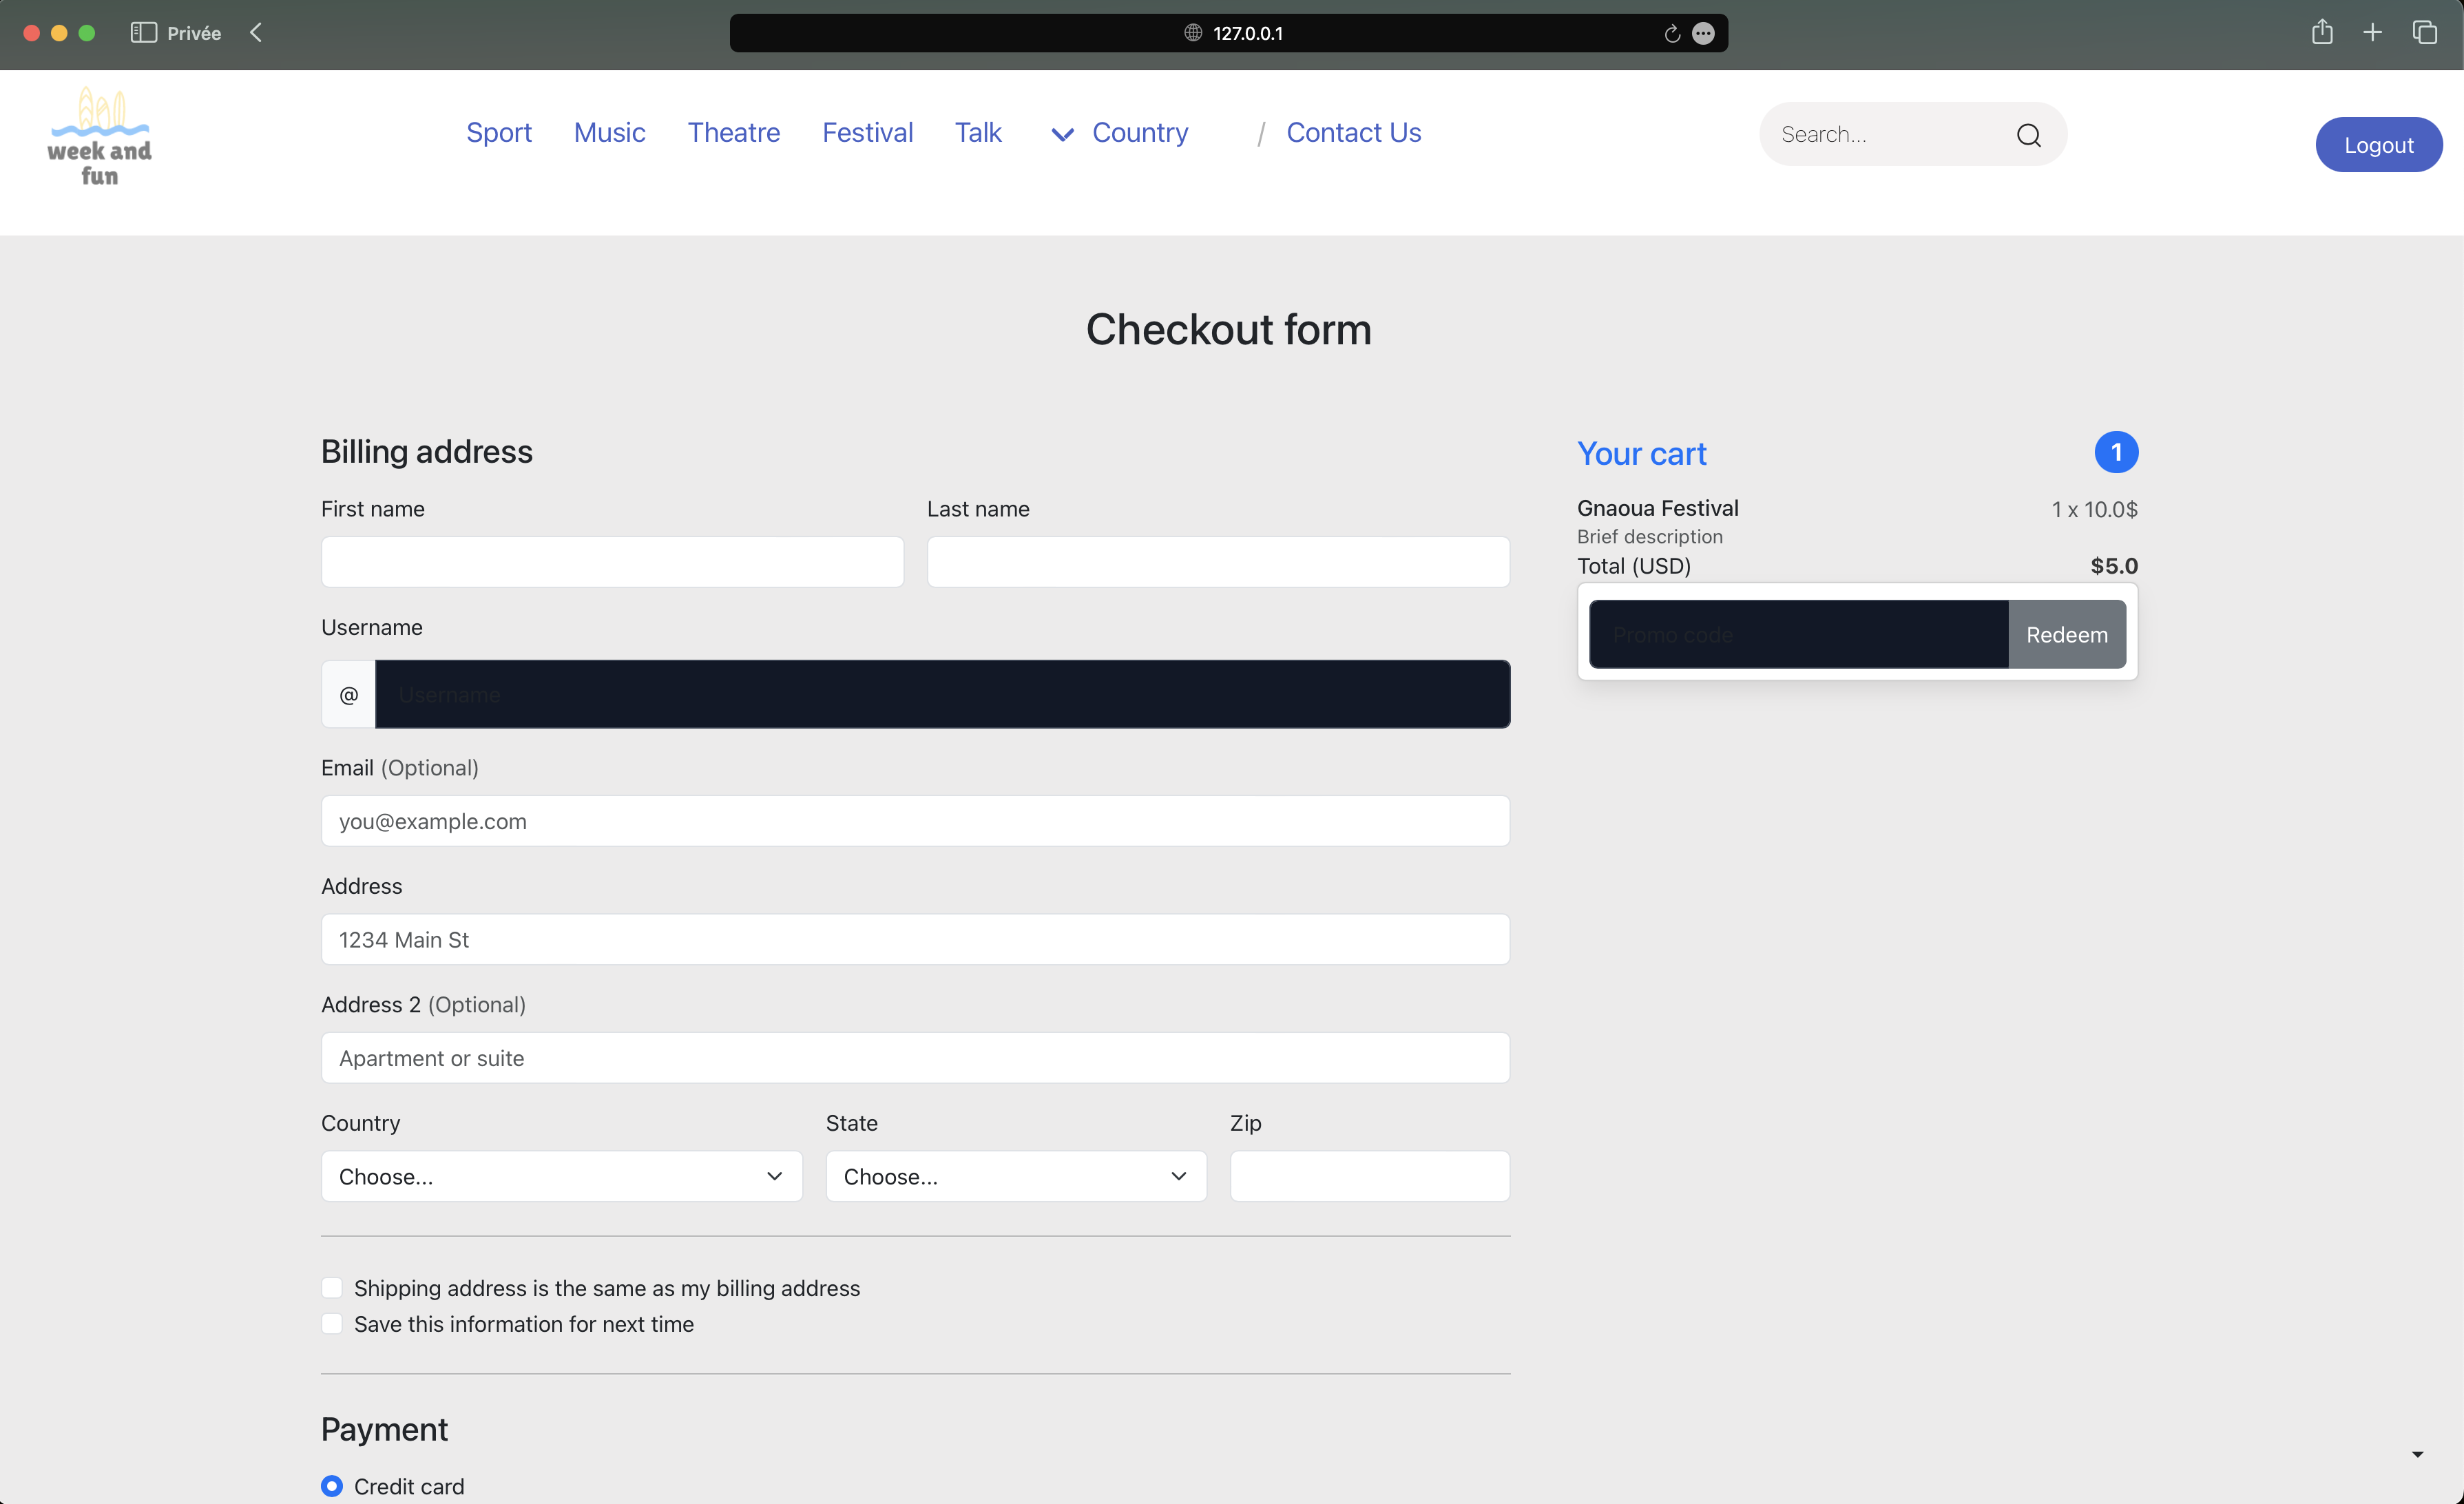 Privée
127.0.0.1
week and
fun
Sport Music Theatre Festival Talk Country / Contact Us
Search...
Logout
Checkout form
Billing address
First name Last name
Username
@ Username
Email (Optional)
you@example.com
Address
1234 Main St
Address 2 (Optional)
Apartment or suite
Country State Zip
Choose... Choose...
Shipping address is the same as my billing address
Save this information for next time
Payment
Credit card
Your cart 1
Gnaoua Festival 1 x 10.0$
Brief description
Total (USD) $5.0
Promo code Redeem